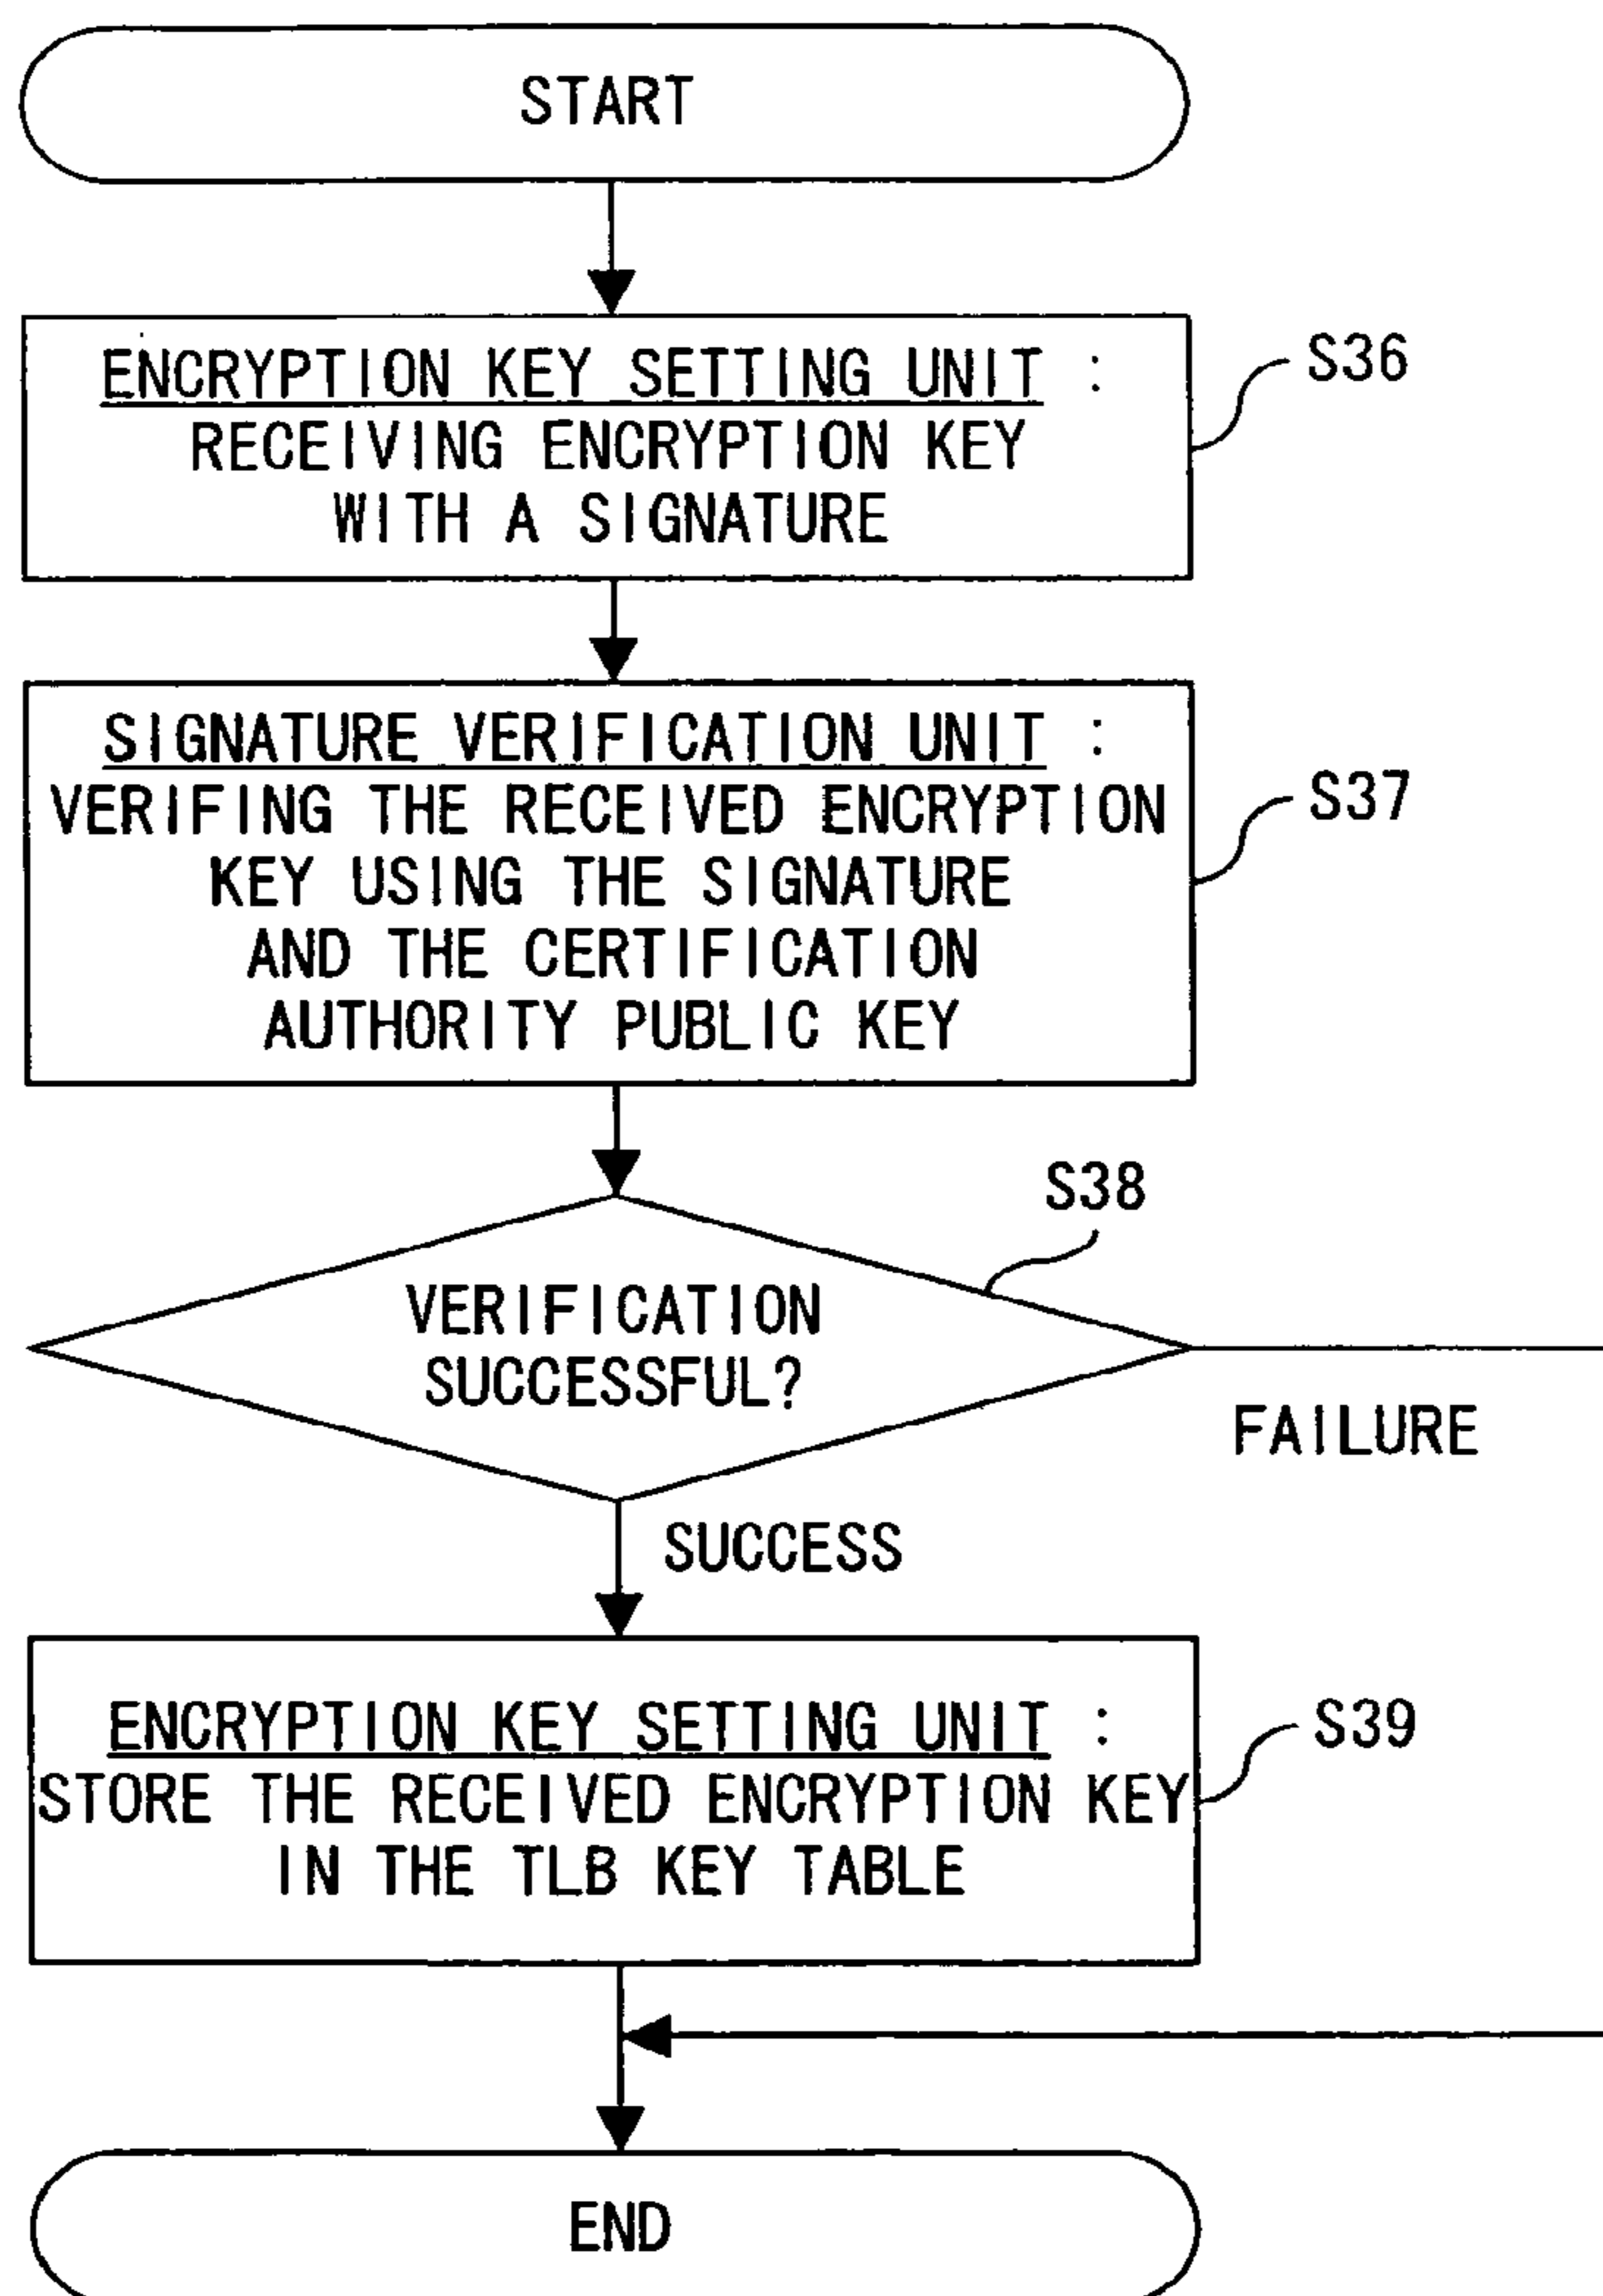 START
ENCRYPTION KEY SETTING UNIT :
RECEIVING ENCRYPTION KEY
WITH A SIGNATURE
S36
SIGNATURE VERIFICATION UNIT :
VERIFING THE RECEIVED ENCRYPTION
KEY USING THE SIGNATURE
AND THE CERTIFICATION
AUTHORITY PUBLIC KEY
S37
S38
VERIFICATION
SUCCESSFUL?
FAILURE
SUCCESS
ENCRYPTION KEY SETTING UNIT :
STORE THE RECEIVED ENCRYPTION KEY
IN THE TLB KEY TABLE
S39
END